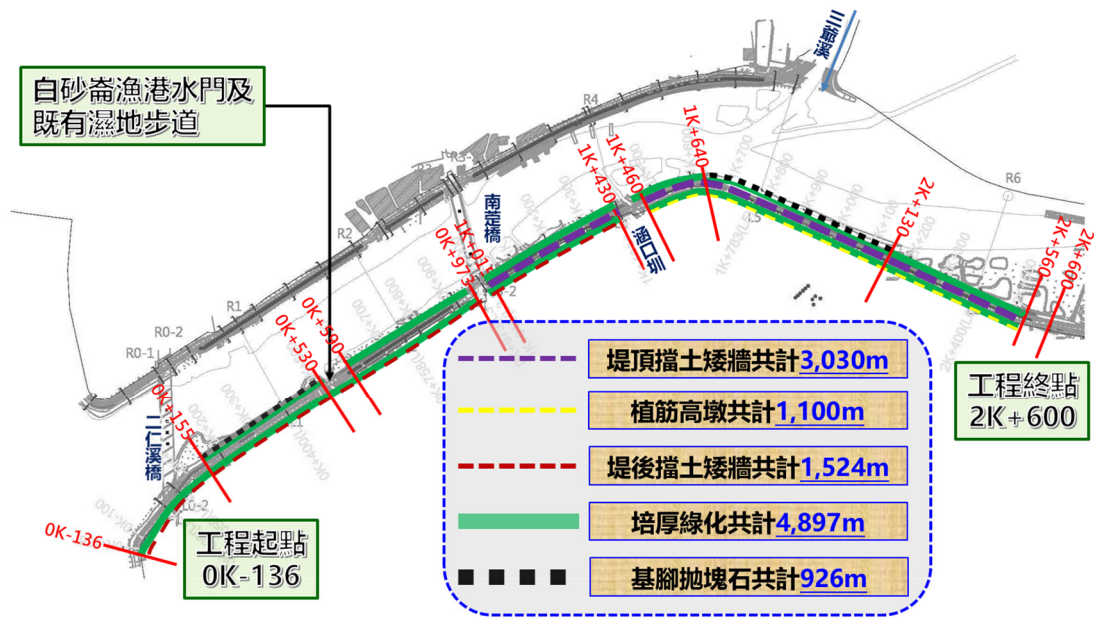 三爺溪
白砂崙漁港水門及
既有濕地步道
R4
1K+640
1K+460
1K+430
R6
南萣橋
涵口圳
1K+015
0K+973
2K+130
2K+560
2K+600
R2
R1
R0-2
R0-1
0K+590
0K+530
0K+155
二仁溪橋
0K-136
工程起點
0K-136
工程終點
2K+600
堤頂擋土矮牆共計3,030m
植筋高墩共計1,100m
堤後擋土矮牆共計1,524m
培厚綠化共計4,897m
基腳拋塊石共計926m